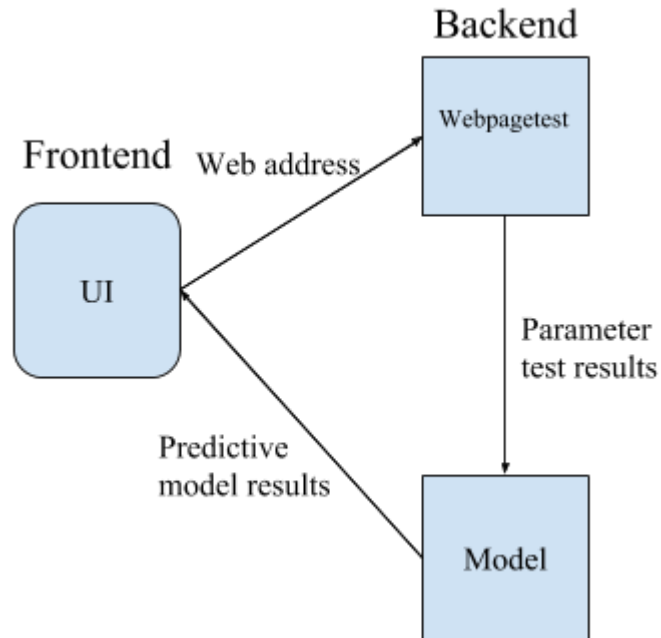 Backend
Webpagetest
Frontend
Web address
UI
Parameter
test results
Predictive
model results
Model